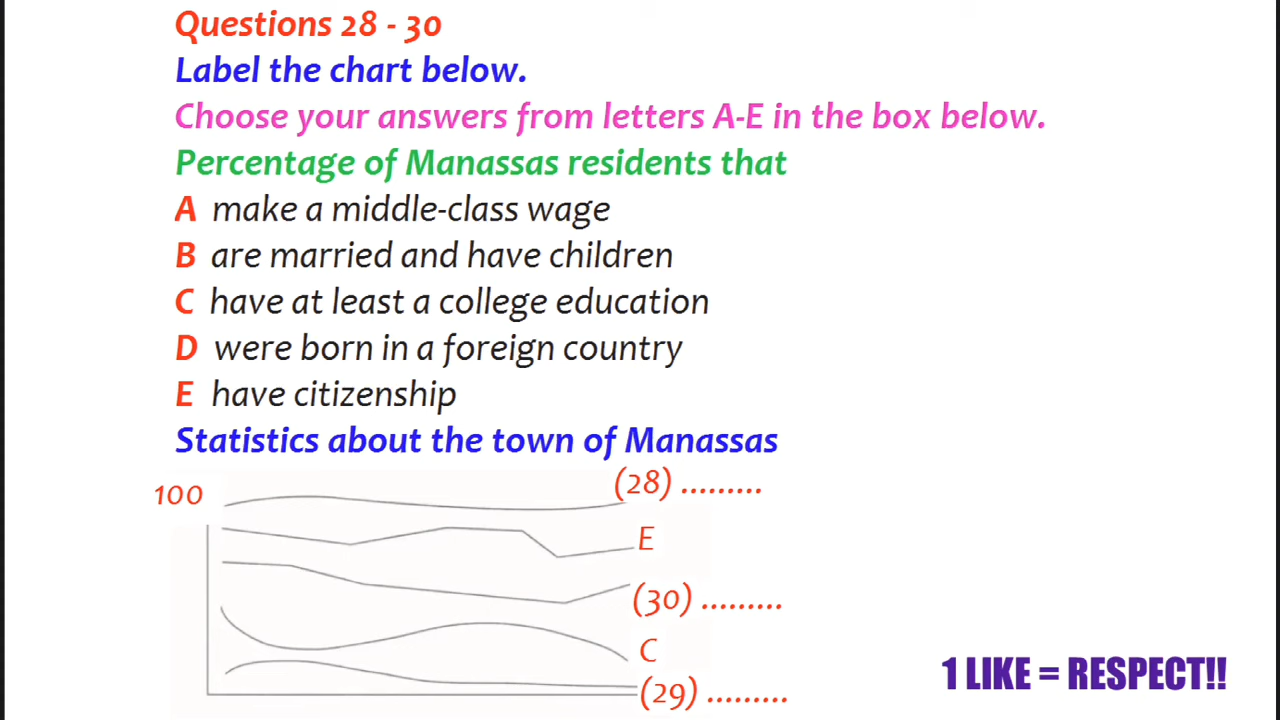 Questions 28 - 30
Label the chart below.
Choose your answers from letters A-E in the box below.
Percentage of Manassas residents that
A make a middle-class wage
B are married and have children
C have at least a college education
D were born in a foreign country
E have citizenship
Statistics about the town of Manassas
100
(28) .........
E
(30) .........
C
(29) .........
1 LIKE = RESPECT!!